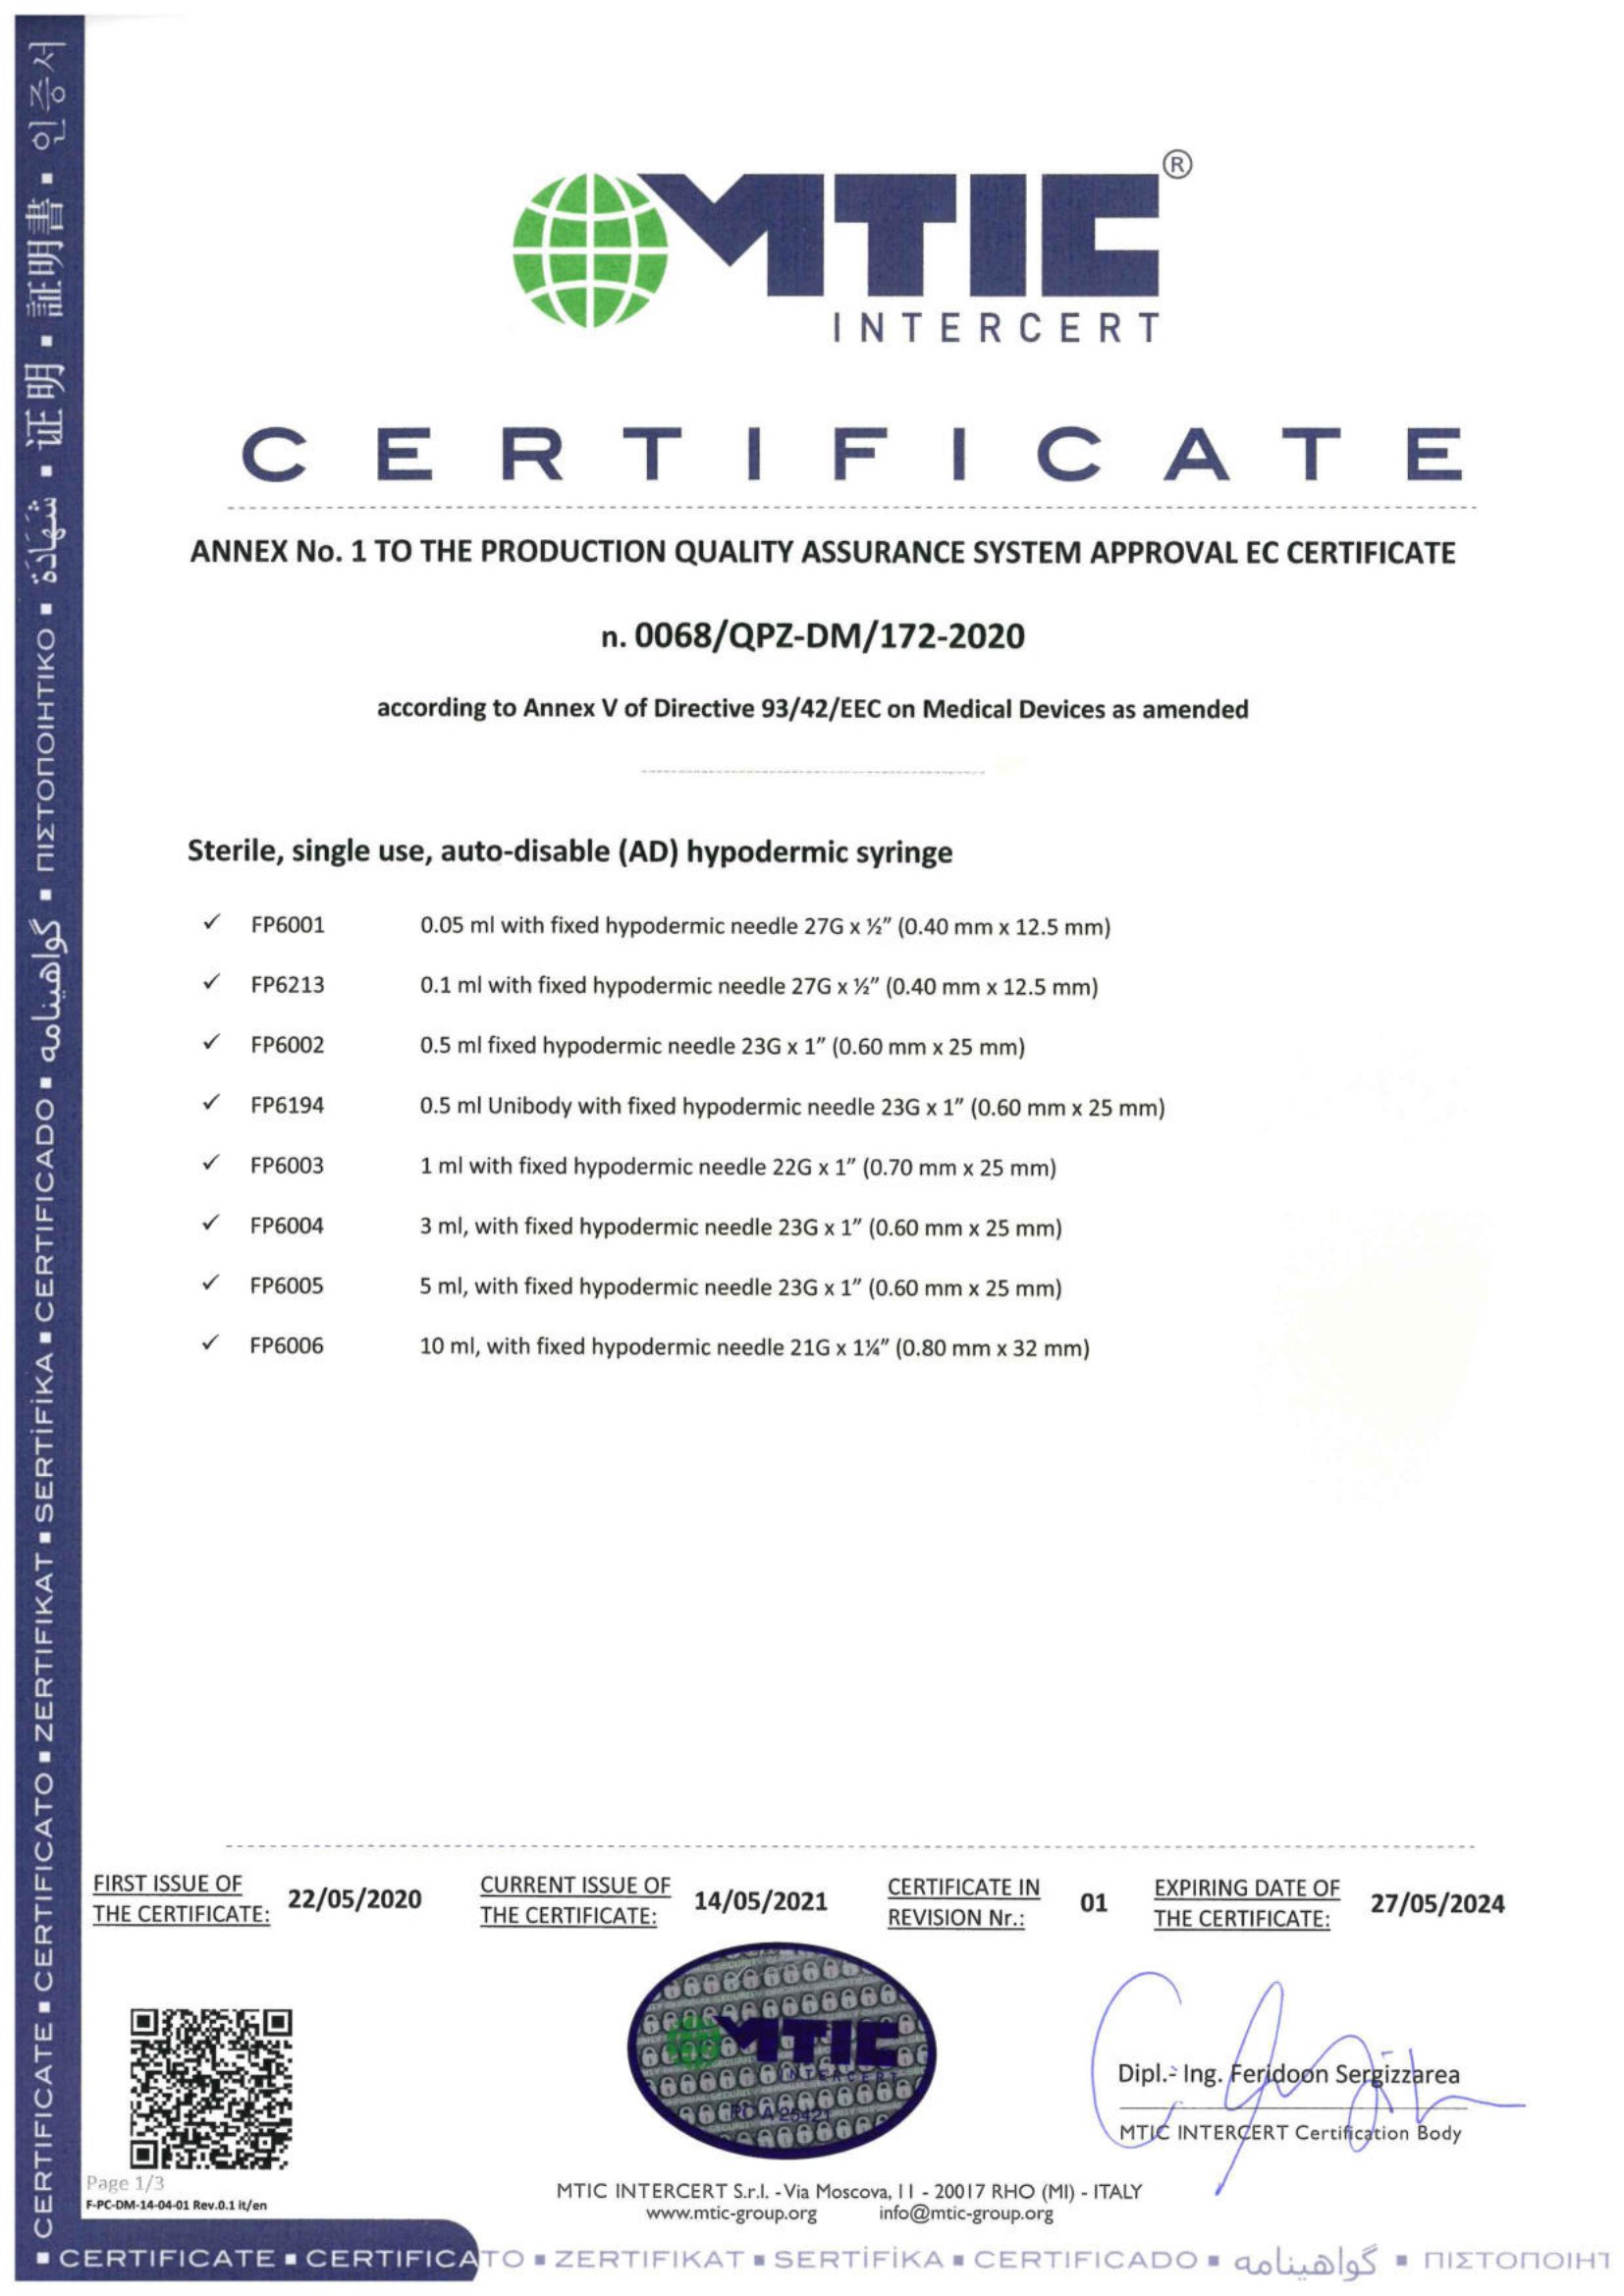 CERTIFICATE ▪ CERTIFICATO ▪ ZERTIFIKAT ▪ SERTİFİKA ▪ CERTIFICADO ▪ گواهینامه ▪ ΠΙΣΤΟΠΟΙΗΤΙΚΟ ▪ شَهَادَة ▪ 证明 ▪ 証明書 ▪ 인증서
MTIC®
INTERCERT
CERTIFICATE
ANNEX No. 1 TO THE PRODUCTION QUALITY ASSURANCE SYSTEM APPROVAL EC CERTIFICATE
n. 0068/QPZ-DM/172-2020
according to Annex V of Directive 93/42/EEC on Medical Devices as amended
Sterile, single use, auto-disable (AD) hypodermic syringe
✓ FP6001 0.05 ml with fixed hypodermic needle 27G x ½” (0.40 mm x 12.5 mm)
✓ FP6213 0.1 ml with fixed hypodermic needle 27G x ½” (0.40 mm x 12.5 mm)
✓ FP6002 0.5 ml fixed hypodermic needle 23G x 1” (0.60 mm x 25 mm)
✓ FP6194 0.5 ml Unibody with fixed hypodermic needle 23G x 1” (0.60 mm x 25 mm)
✓ FP6003 1 ml with fixed hypodermic needle 22G x 1” (0.70 mm x 25 mm)
✓ FP6004 3 ml, with fixed hypodermic needle 23G x 1” (0.60 mm x 25 mm)
✓ FP6005 5 ml, with fixed hypodermic needle 23G x 1” (0.60 mm x 25 mm)
✓ FP6006 10 ml, with fixed hypodermic needle 21G x 1¼” (0.80 mm x 32 mm)
FIRST ISSUE OF THE CERTIFICATE: 22/05/2020
CURRENT ISSUE OF THE CERTIFICATE: 14/05/2021
CERTIFICATE IN REVISION Nr.: 01
EXPIRING DATE OF THE CERTIFICATE: 27/05/2024
MTIC
INTERCERT
Dipl.- Ing. Feridoon Sergizzarea
MTIC INTERCERT Certification Body
Page 1/3
F-PC-DM-14-04-01 Rev.0.1 it/en
MTIC INTERCERT S.r.l. - Via Moscova, 11 - 20017 RHO (MI) - ITALY
www.mtic-group.org info@mtic-group.org
▪ CERTIFICATE ▪ CERTIFICATO ▪ ZERTIFIKAT ▪ SERTİFİKA ▪ CERTIFICADO ▪ گواهینامه ▪ ΠΙΣΤΟΠΟΙΗΤ